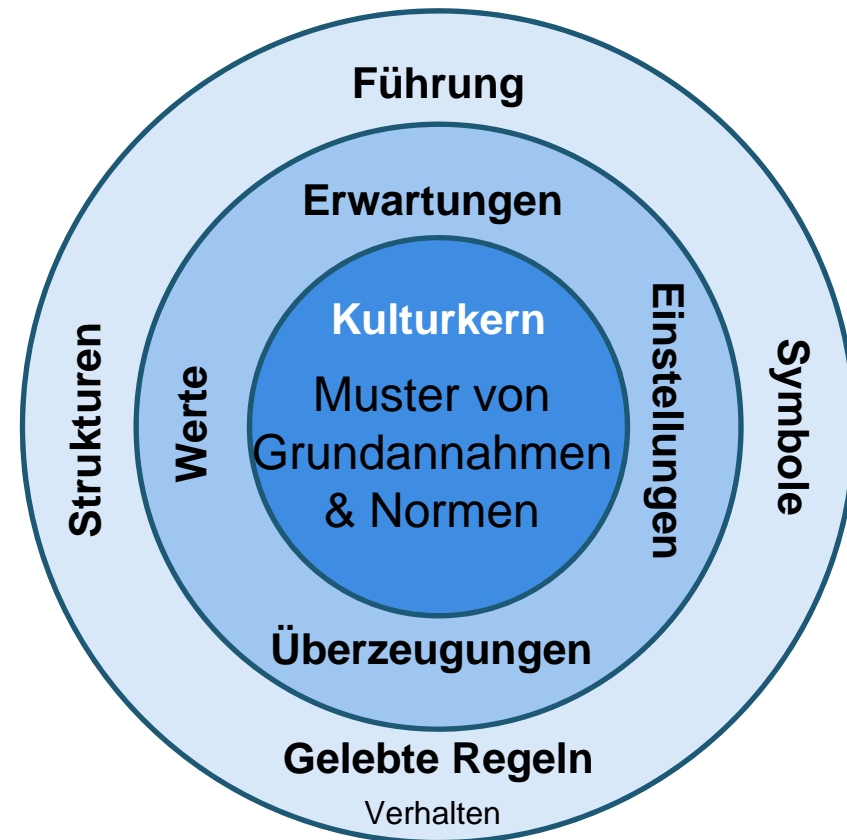 Führung
Erwartungen
Kulturkern
Muster von
Grundannahmen
& Normen
Strukturen
Werte
Einstellungen
Symbole
Überzeugungen
Gelebte Regeln
Verhalten